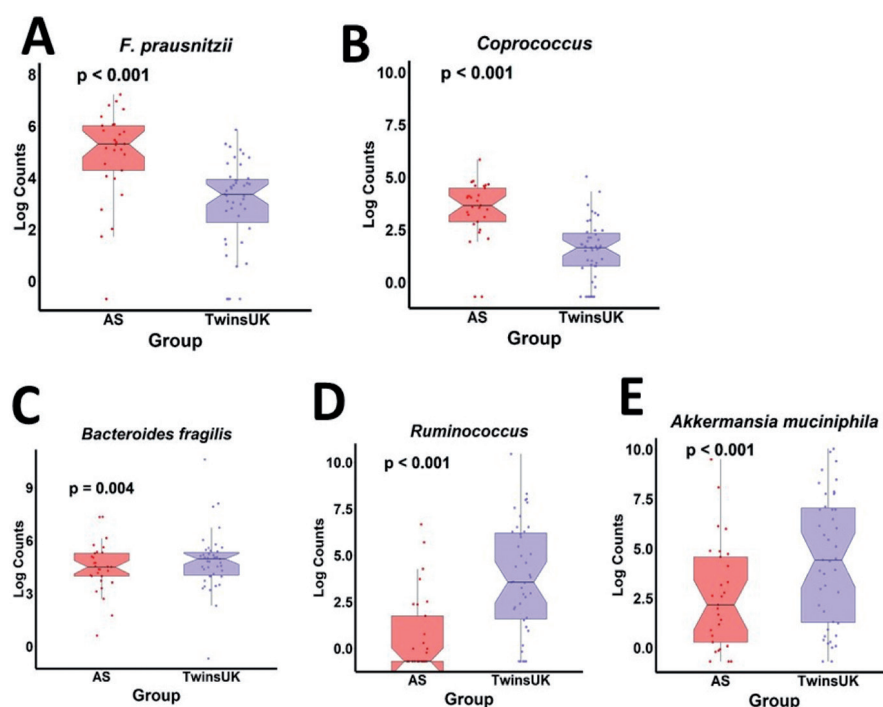 A
F. prausnitzii
p < 0.001
8
6
4
2
0
Log Counts
AS
TwinsUK
Group
B
Coprococcus
p < 0.001
10.0
7.5
5.0
2.5
0.0
Log Counts
AS
TwinsUK
Group
C
Bacteroides fragilis
p = 0.004
9
6
3
0
Log Counts
AS
TwinsUK
Group
D
Ruminococcus
p < 0.001
10.0
7.5
5.0
2.5
0.0
Log Counts
AS
TwinsUK
Group
E
Akkermansia muciniphila
p < 0.001
10.0
7.5
5.0
2.5
0.0
Log Counts
AS
TwinsUK
Group